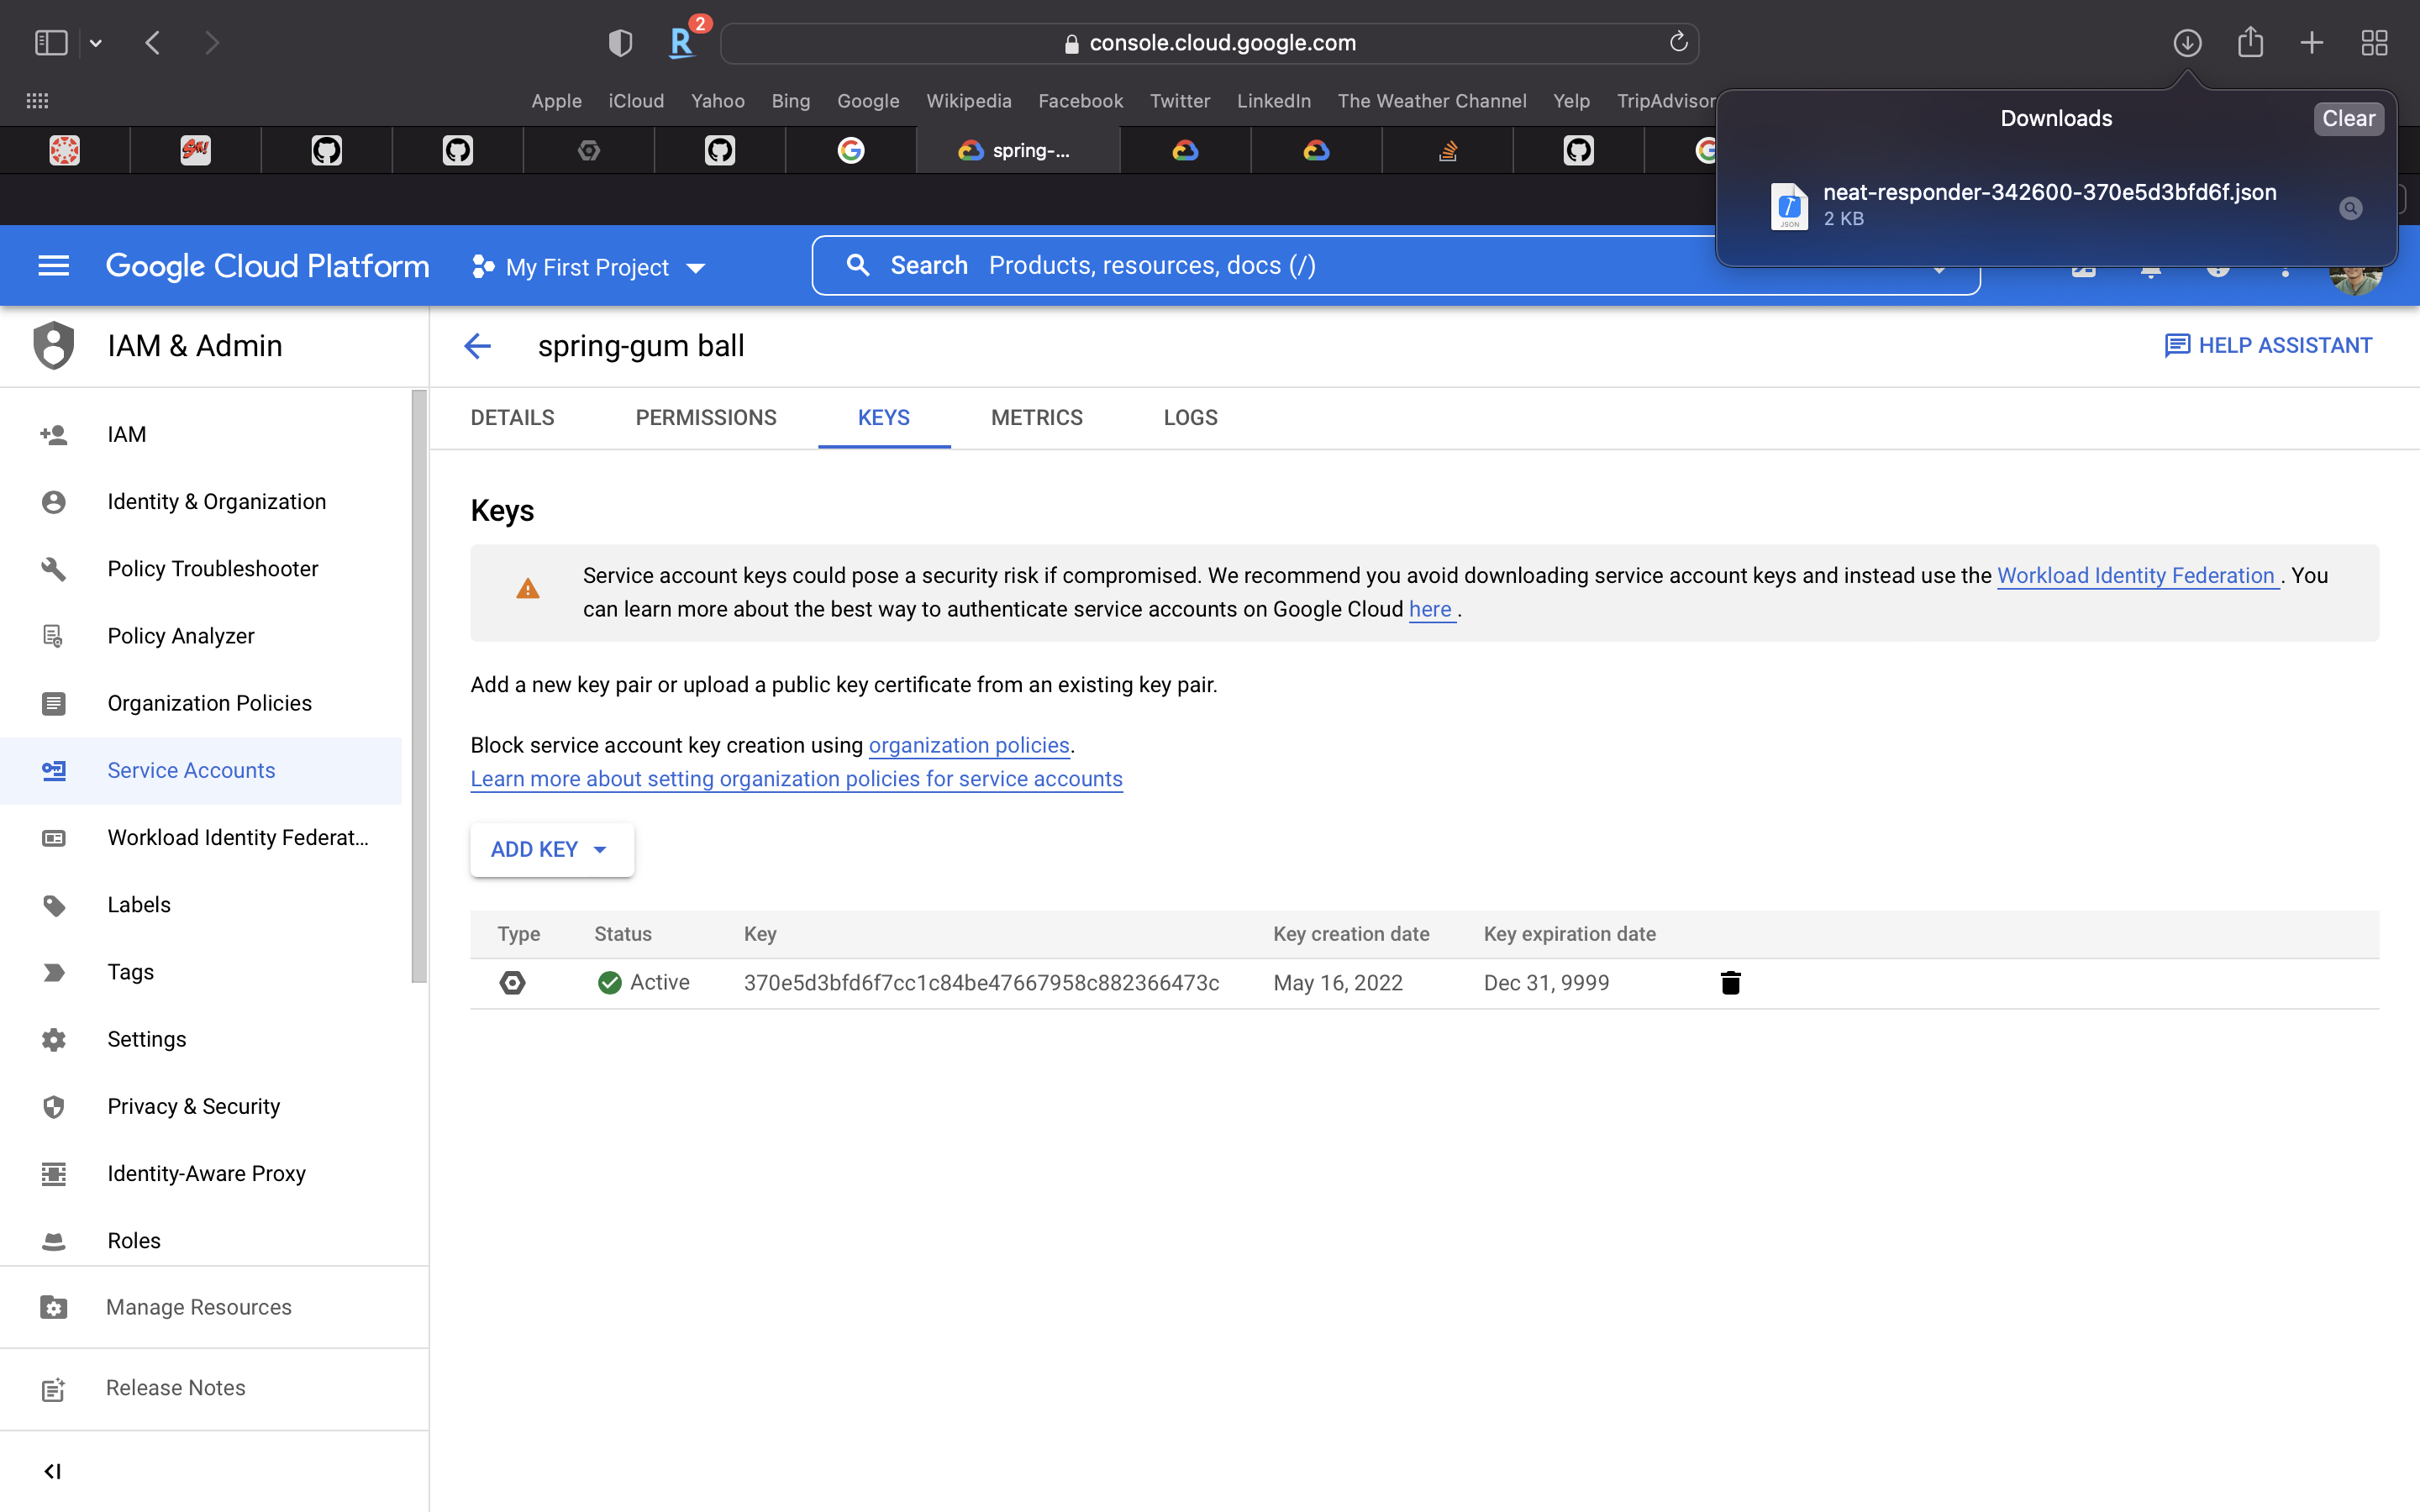 2
console.cloud.google.com
Apple iCloud Yahoo Bing Google Wikipedia Facebook Twitter LinkedIn The Weather Channel Yelp TripAdvisor
Downloads
Clear
neat-responder-342600-370e5d3bfd6f.json
2 KB
JSON
spring-...
Google Cloud Platform
My First Project
Search Products, resources, docs (/)
IAM & Admin
spring-gum ball
HELP ASSISTANT
DETAILS PERMISSIONS KEYS METRICS LOGS
IAM
Identity & Organization
Policy Troubleshooter
Policy Analyzer
Organization Policies
Service Accounts
Workload Identity Federat...
Labels
Tags
Settings
Privacy & Security
Identity-Aware Proxy
Roles
Manage Resources
Release Notes
Keys
Service account keys could pose a security risk if compromised. We recommend you avoid downloading service account keys and instead use the Workload Identity Federation . You
can learn more about the best way to authenticate service accounts on Google Cloud here .
Add a new key pair or upload a public key certificate from an existing key pair.
Block service account key creation using organization policies.
Learn more about setting organization policies for service accounts
ADD KEY
Type Status Key Key creation date Key expiration date
Active 370e5d3bfd6f7cc1c84be47667958c882366473c May 16, 2022 Dec 31, 9999